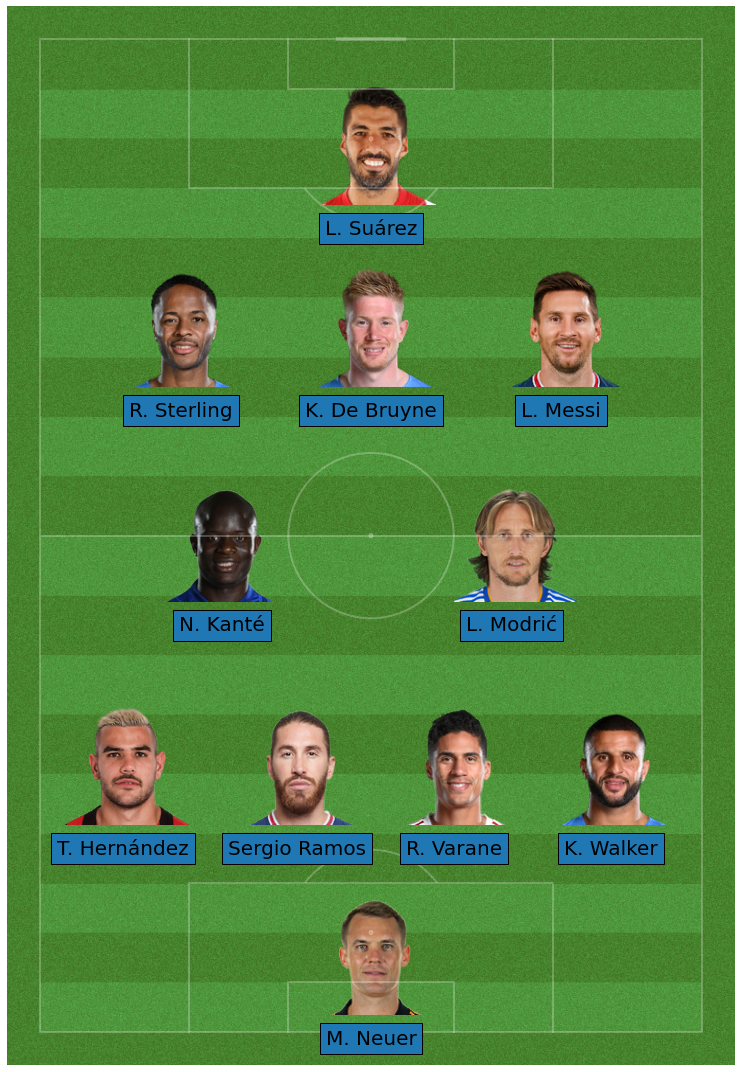 L. Suárez
R. Sterling
K. De Bruyne
L. Messi
N. Kanté
L. Modrić
T. Hernández
Sergio Ramos
R. Varane
K. Walker
M. Neuer